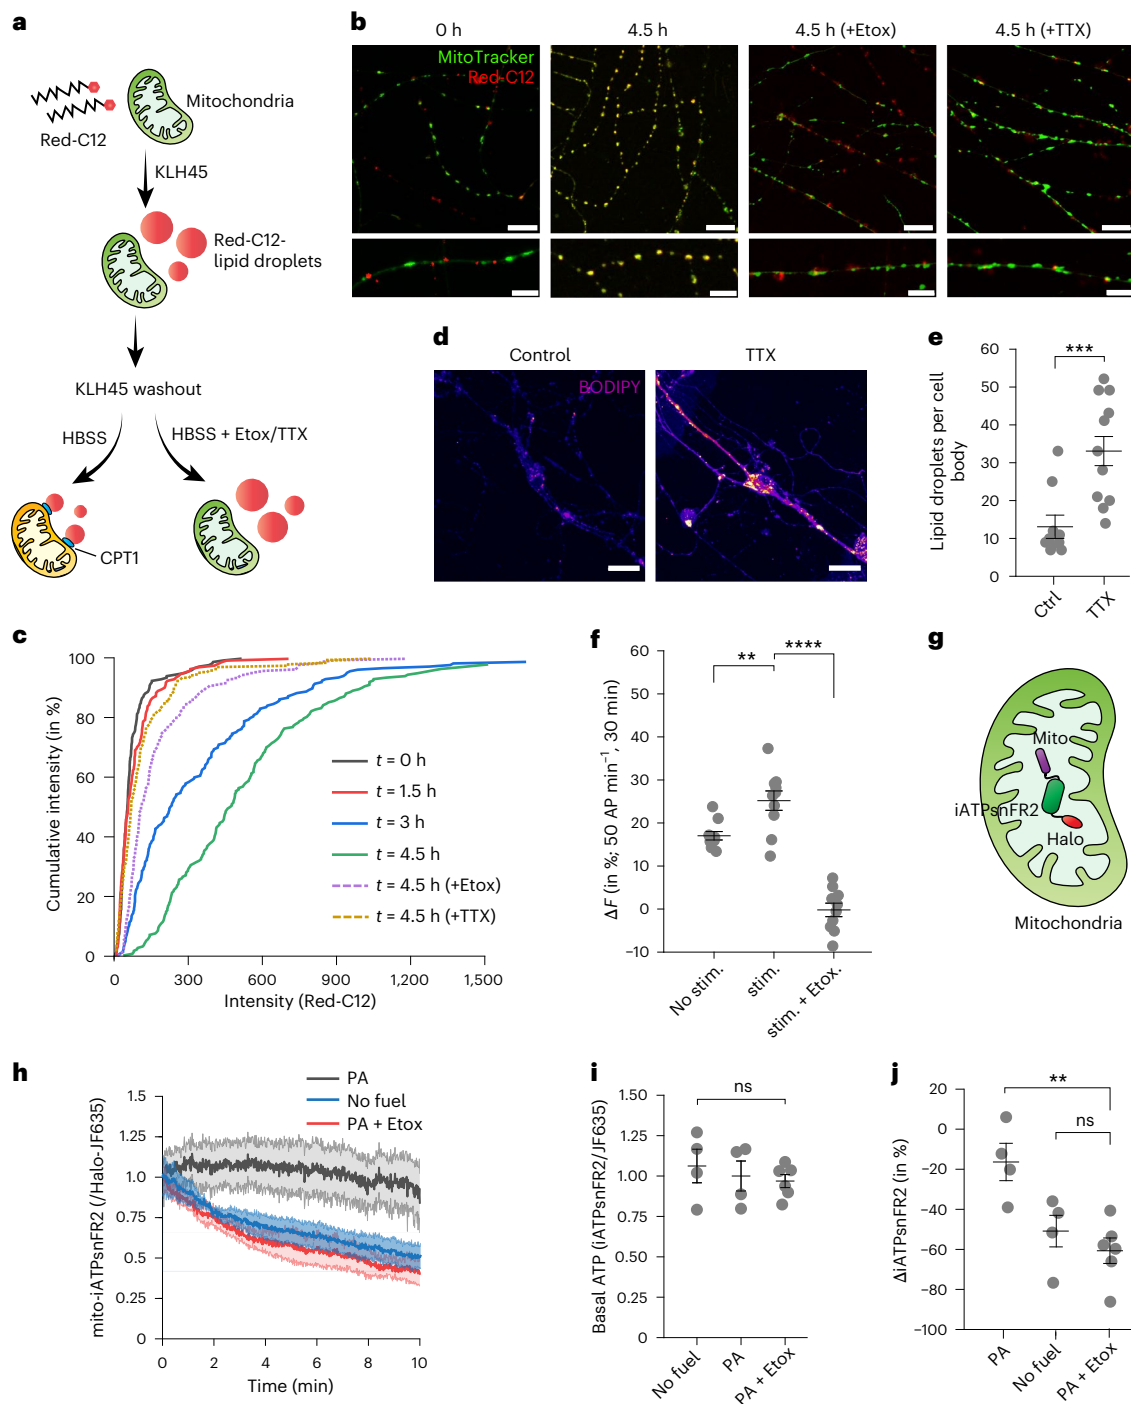 a
Red-C12
Mitochondria
KLH45
Red-C12-
lipid droplets
KLH45 washout
HBSS
HBSS + Etox/TTX
CPT1
b
0 h
4.5 h
4.5 h (+Etox)
4.5 h (+TTX)
MitoTracker
Red-C12
d
Control
TTX
BODIPY
e
Lipid droplets per cell
body
60
50
40
30
20
10
0
***
Ctrl
TTX
c
Cumulative intensity (in %)
100
80
60
40
20
0
t = 0 h
t = 1.5 h
t = 3 h
t = 4.5 h
t = 4.5 h (+Etox)
t = 4.5 h (+TTX)
0
300
600
900
1,200
1,500
Intensity (Red-C12)
f
ΔF (in %; 50 AP min⁻¹, 30 min)
60
50
40
30
20
10
0
−10
**
****
No stim.
stim.
stim. + Etox.
g
Mito
iATPsnFR2
Halo
Mitochondria
h
mito-iATPsnFR2 (/Halo-JF635)
PA
No fuel
PA + Etox
1.5
1.25
1.0
0.75
0.5
0.25
0
0
2
4
6
8
10
Time (min)
i
Basal ATP (iATPsnFR2/JF635)
1.50
1.25
1.00
0.75
0.50
0.25
0
ns
No fuel
PA
PA + Etox
j
ΔiATPsnFR2 (in %)
20
0
−20
−40
−60
−80
−100
**
ns
PA
No fuel
PA + Etox